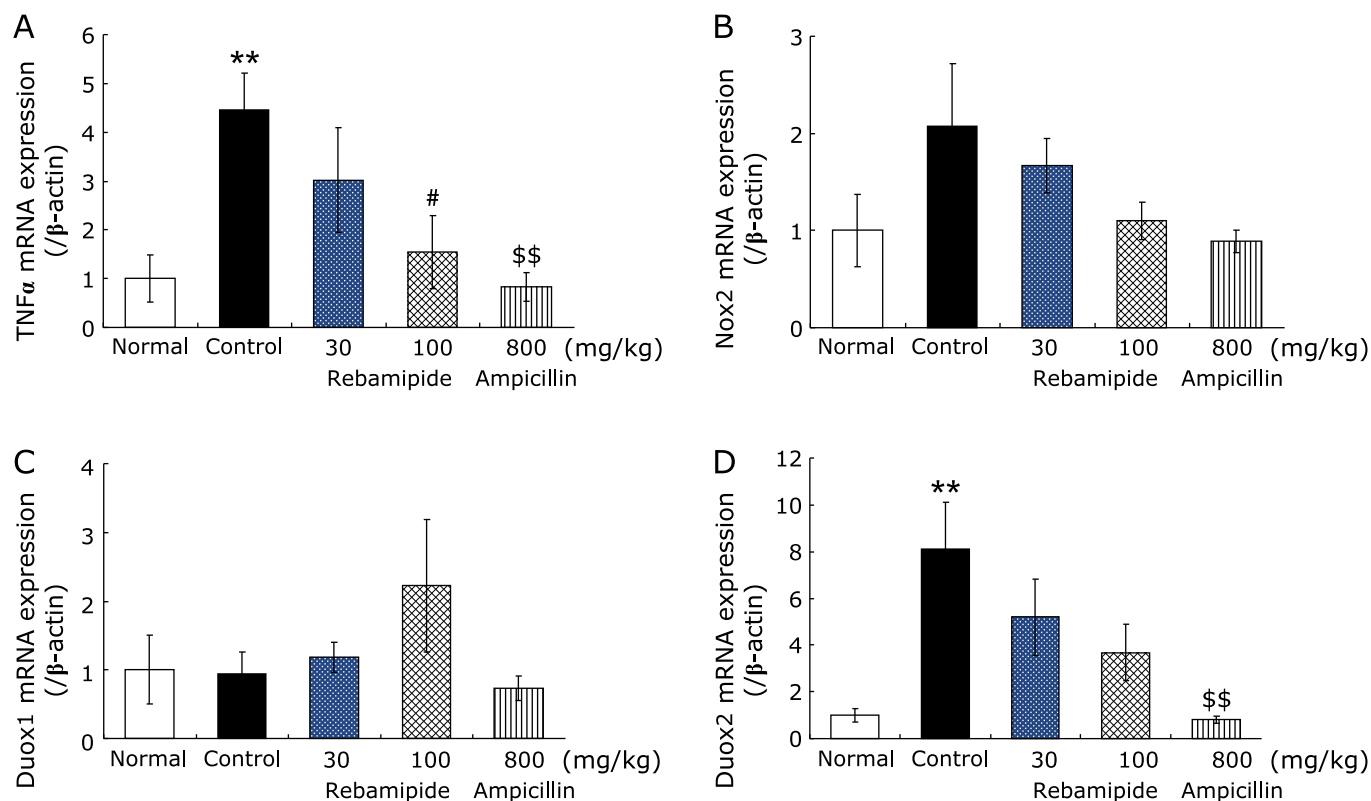 A
TNFα mRNA expression
(/β-actin)
6
5
4
3
2
1
0
**
#
$$
Normal Control 30 100 800 (mg/kg)
Rebamipide Ampicillin
B
Nox2 mRNA expression
(/β-actin)
3
2
1
0
Normal Control 30 100 800 (mg/kg)
Rebamipide Ampicillin
C
Duox1 mRNA expression
(/β-actin)
4
3
2
1
0
Normal Control 30 100 800 (mg/kg)
Rebamipide Ampicillin
D
Duox2 mRNA expression
(/β-actin)
12
10
8
6
4
2
0
**
$$
Normal Control 30 100 800 (mg/kg)
Rebamipide Ampicillin